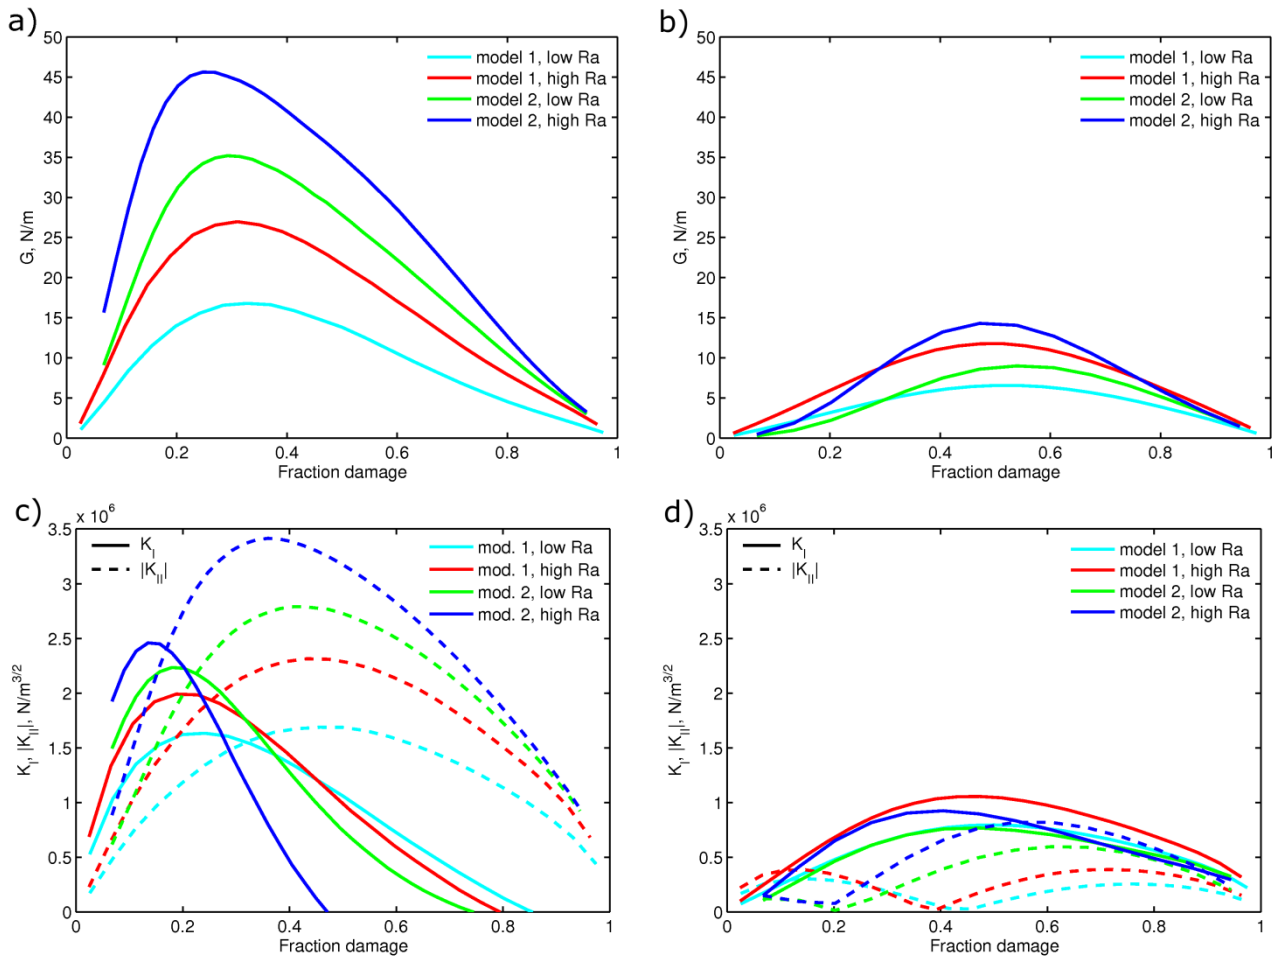 a)
50
45
40
35
30
25
20
15
10
5
0
G, N/m
0
0.2
0.4
0.6
0.8
1
Fraction damage
model 1, low Ra
model 1, high Ra
model 2, low Ra
model 2, high Ra
b)
50
45
40
35
30
25
20
15
10
5
0
G, N/m
0
0.2
0.4
0.6
0.8
1
Fraction damage
model 1, low Ra
model 1, high Ra
model 2, low Ra
model 2, high Ra
c)
x 10^6
3.5
3
2.5
2
1.5
1
0.5
0
K_I, |K_II|, N/m^3/2
0
0.2
0.4
0.6
0.8
1
Fraction damage
K_I
|K_II|
mod. 1, low Ra
mod. 1, high Ra
mod. 2, low Ra
mod. 2, high Ra
d)
x 10^6
3.5
3
2.5
2
1.5
1
0.5
0
K_I, |K_II|, N/m^3/2
0
0.2
0.4
0.6
0.8
1
Fraction damage
K_I
|K_II|
model 1, low Ra
model 1, high Ra
model 2, low Ra
model 2, high Ra